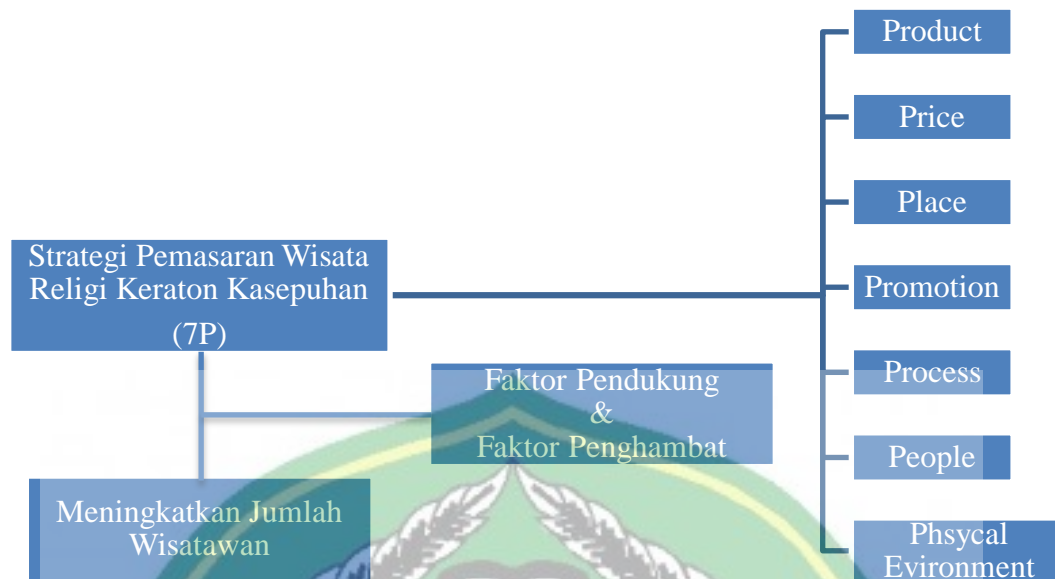 Product
Price
Place
Strategi Pemasaran Wisata
Religi Keraton Kasepuhan
(7P)
Promotion
Faktor Pendukung
&
Faktor Penghambat
Process
People
Meningkatkan Jumlah
Wisatawan
Phsycal
Evironment